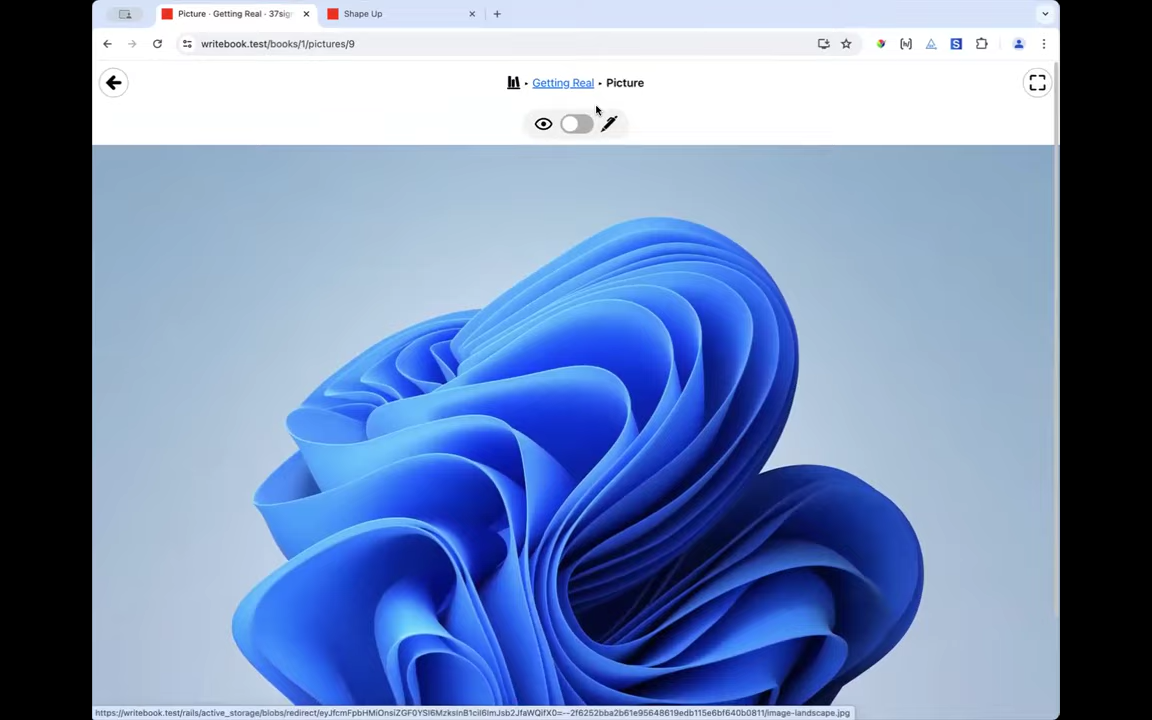 Picture · Getting Real · 37sig
Shape Up
writebook.test/books/1/pictures/9
Getting Real ▸ Picture